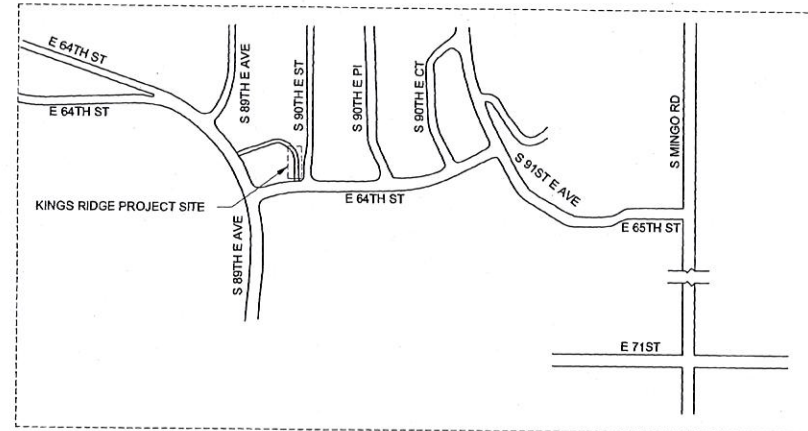 E 64TH ST
E 64TH ST
S 89TH E AVE
S 90TH E ST
S 90TH E Pl
S 90TH E CT
S MINGO RD
KINGS RIDGE PROJECT SITE
S 91ST E AVE
E 64TH ST
E 65TH ST
S 89TH E AVE
E 71ST